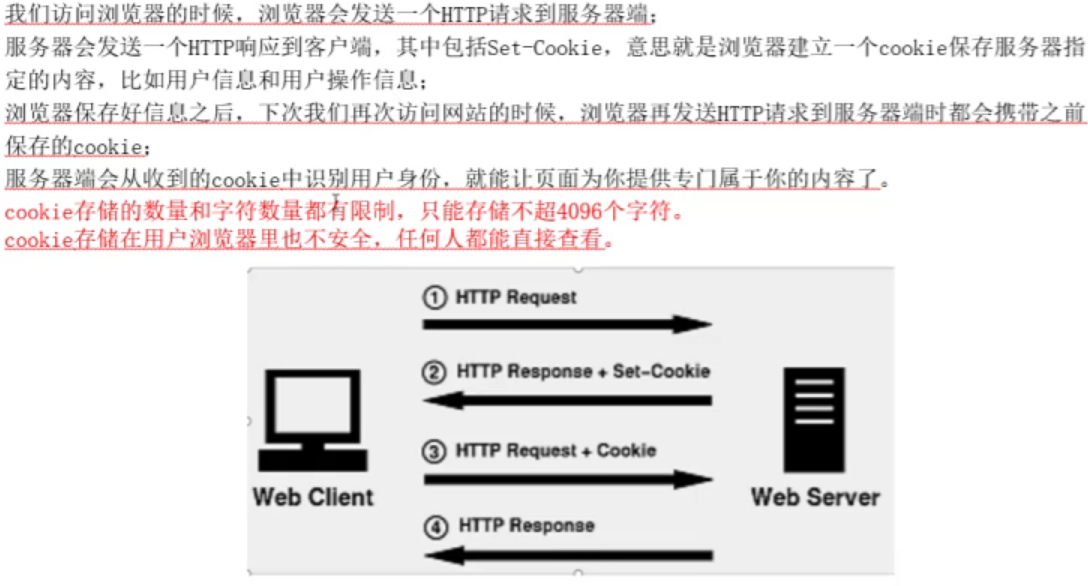 我们访问浏览器的时候，浏览器会发送一个HTTP请求到服务器端；
服务器会发送一个HTTP响应到客户端，其中包括Set-Cookie，意思就是浏览器建立一个cookie保存服务器指
定的内容，比如用户信息和用户操作信息；
浏览器保存好信息之后，下次我们再次访问网站的时候，浏览器再发送HTTP请求到服务器端时都会携带之前
保存的cookie；
服务器端会从收到的cookie中识别用户身份，就能让页面为你提供专门属于你的内容了。
cookie存储的数量和字符数量都有限制，只能存储不超4096个字符。
cookie存储在用户浏览器里也不安全，任何人都能直接查看。
① HTTP Request
② HTTP Response + Set-Cookie
③ HTTP Request + Cookie
Web Client
Web Server
④ HTTP Response